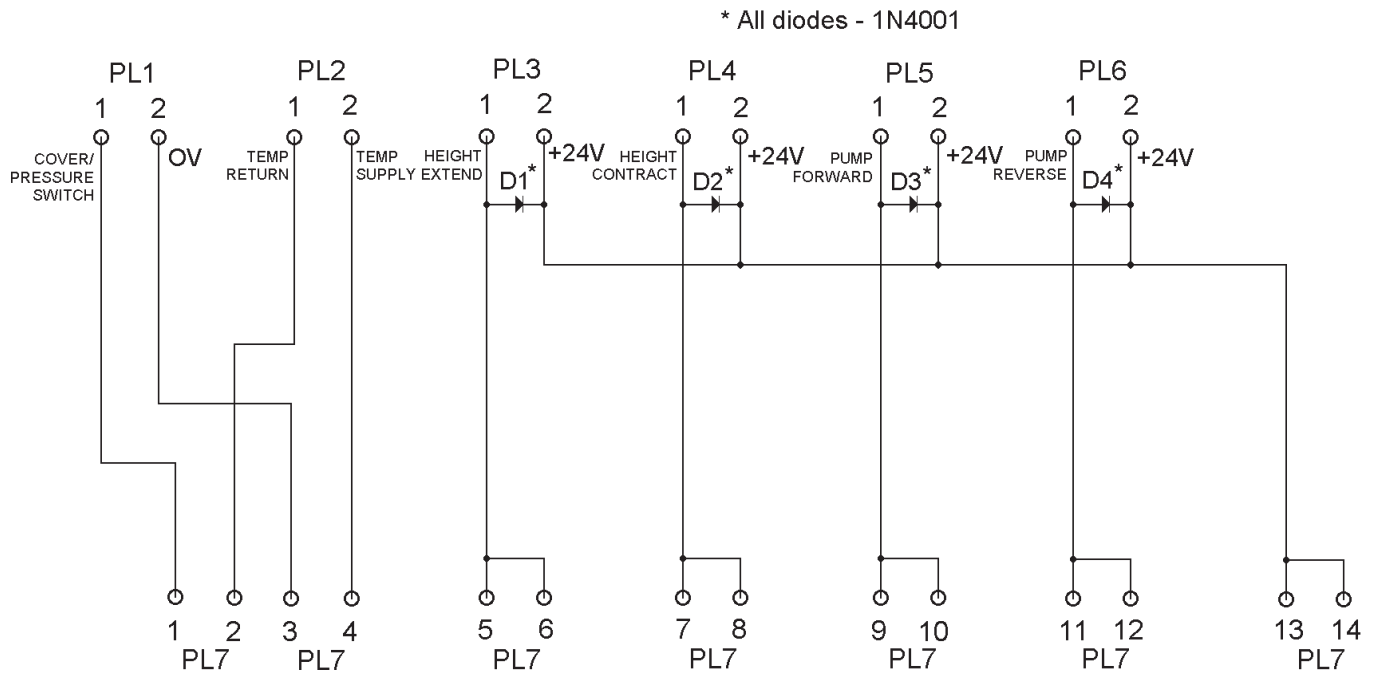 * All diodes - 1N4001
PL1 PL2 PL3 PL4 PL5 PL6
1 2 1 2 1 2 1 2 1 2 1 2
COVER/
PRESSURE
SWITCH
OV
TEMP
RETURN
TEMP
SUPPLY
HEIGHT
EXTEND
+24V
D1*
HEIGHT
CONTRACT
+24V
D2*
PUMP
FORWARD
+24V
D3*
PUMP
REVERSE
+24V
D4*
1 2 3 4 5 6 7 8 9 10 11 12 13 14
PL7 PL7 PL7 PL7 PL7 PL7 PL7